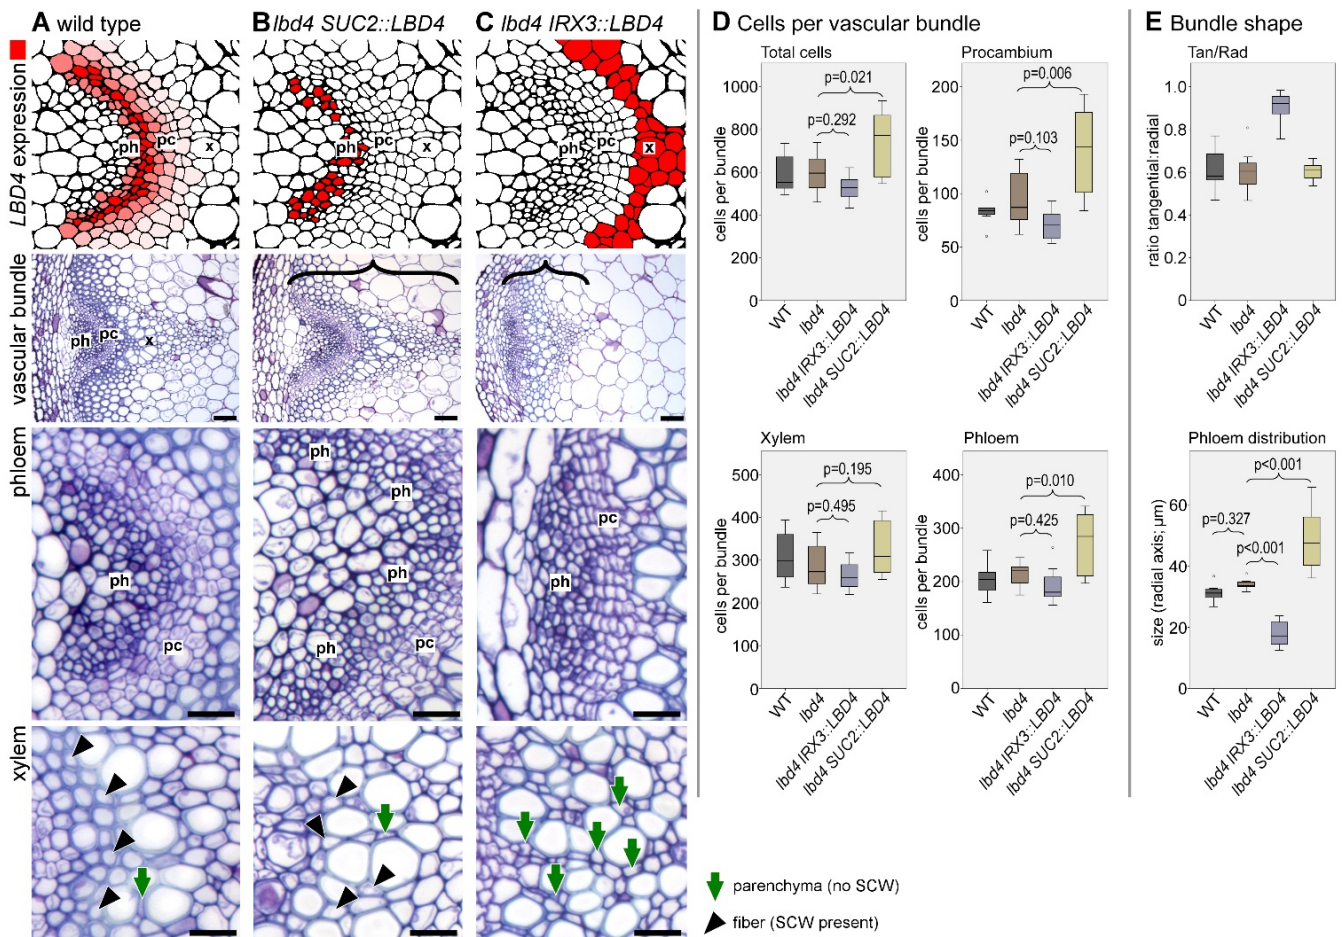 A wild type
B lbd4 SUC2::LBD4
C lbd4 IRX3::LBD4
LBD4 expression
ph pc x
ph pc x
ph pc x
vascular bundle
ph pc x
phloem
ph
pc
ph
ph
ph
ph
pc
pc
ph
xylem
D Cells per vascular bundle
Total cells
cells per bundle
1000
800
600
400
200
0
p=0.021
p=0.292
WT
lbd4
lbd4 IRX3::LBD4
lbd4 SUC2::LBD4
Procambium
cells per bundle
200
150
100
50
0
p=0.006
p=0.103
WT
lbd4
lbd4 IRX3::LBD4
lbd4 SUC2::LBD4
Xylem
cells per bundle
500
400
300
200
100
0
p=0.195
p=0.495
WT
lbd4
lbd4 IRX3::LBD4
lbd4 SUC2::LBD4
Phloem
cells per bundle
400
300
200
100
0
p=0.010
p=0.425
WT
lbd4
lbd4 IRX3::LBD4
lbd4 SUC2::LBD4
E Bundle shape
Tan/Rad
ratio tangential:radial
1.0
0.8
0.6
0.4
0.2
0
WT
lbd4
lbd4 IRX3::LBD4
lbd4 SUC2::LBD4
Phloem distribution
size (radial axis; µm)
60
40
20
0
p<0.001
p=0.327
p<0.001
WT
lbd4
lbd4 IRX3::LBD4
lbd4 SUC2::LBD4
parenchyma (no SCW)
fiber (SCW present)